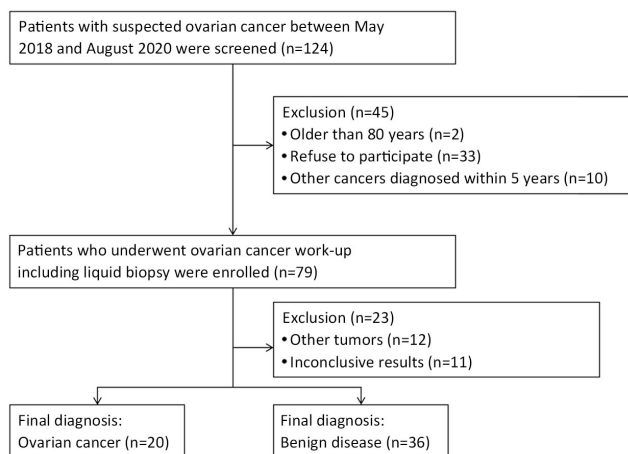 Patients with suspected ovarian cancer between May
2018 and August 2020 were screened (n=124)
Exclusion (n=45)
• Older than 80 years (n=2)
• Refuse to participate (n=33)
• Other cancers diagnosed within 5 years (n=10)
Patients who underwent ovarian cancer work-up
including liquid biopsy were enrolled (n=79)
Exclusion (n=23)
• Other tumors (n=12)
• Inconclusive results (n=11)
Final diagnosis:
Ovarian cancer (n=20)
Final diagnosis:
Benign disease (n=36)